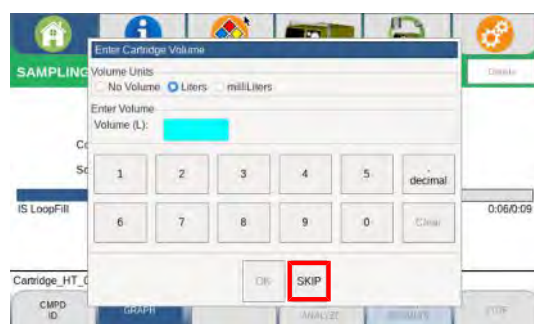 Enter Cartridge Volume
SAMPLING
Volume Units
No Volume Liters milliLiters
Enter Volume
Volume (L):
1 2 3 4 5 . decimal
IS LoopFill
0:06/0:09
6 7 8 9 0 Clear
OK SKIP
Cartridge_HT_
CMPD
ID
GRAPH
ANALYZE